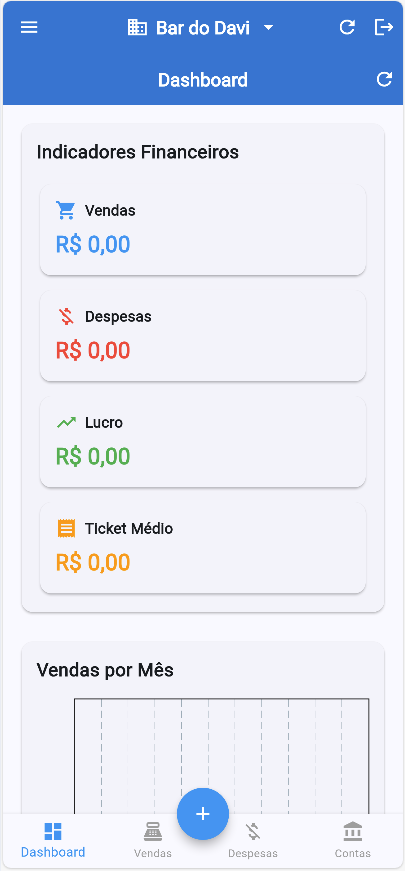 Bar do Davi
Dashboard
Indicadores Financeiros
Vendas
R$ 0,00
Despesas
R$ 0,00
Lucro
R$ 0,00
Ticket Médio
R$ 0,00
Vendas por Mês
+
Dashboard
Vendas
Despesas
Contas